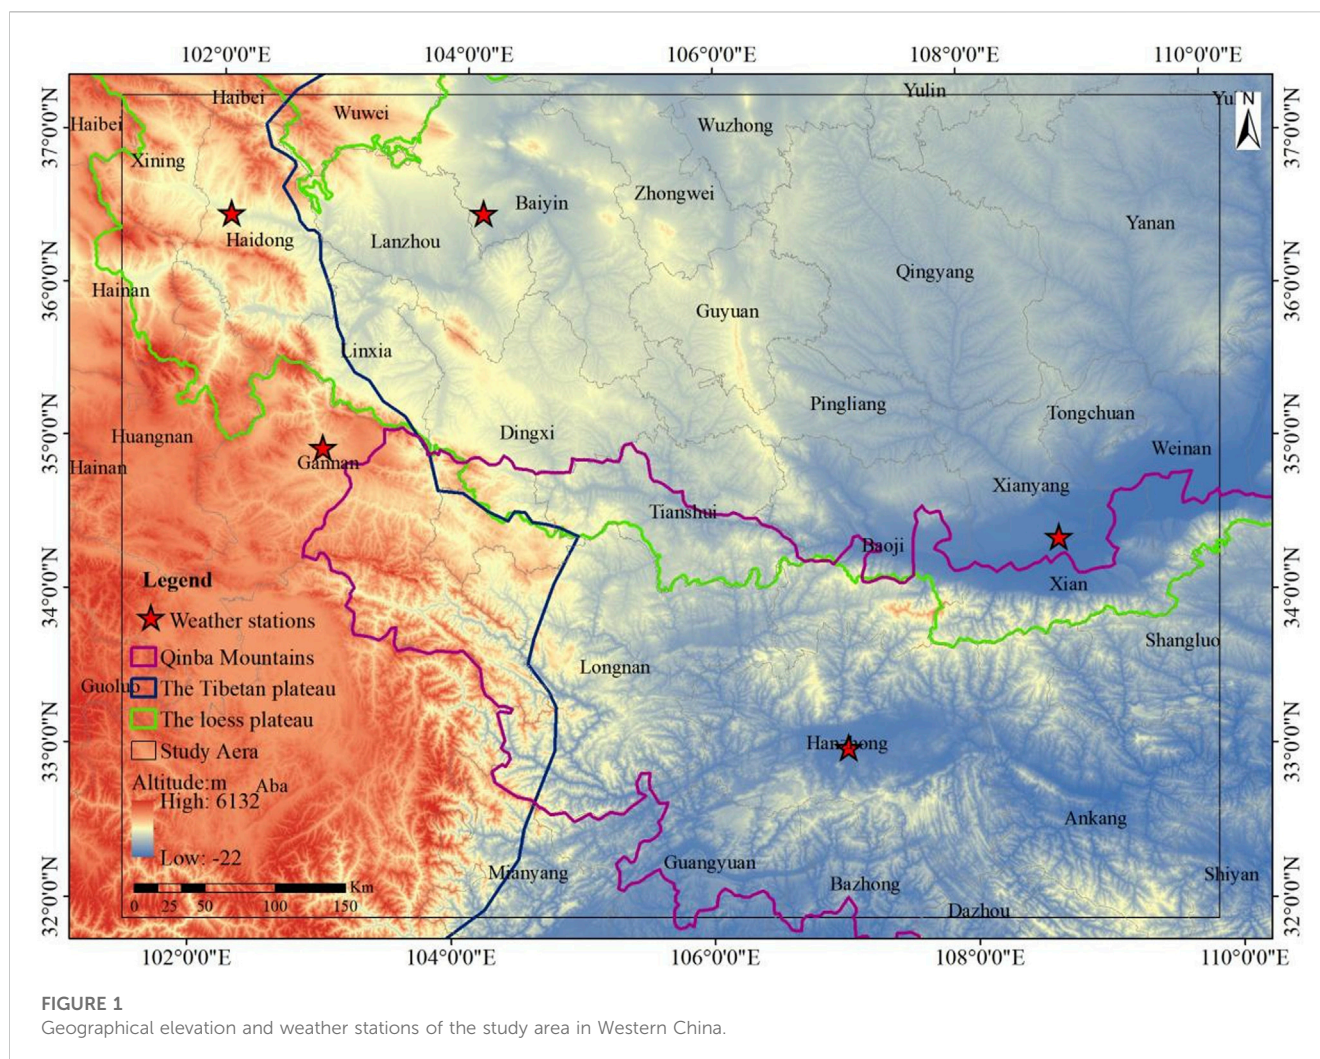 102°0'0"E 104°0'0"E 106°0'0"E 108°0'0"E 110°0'0"E
37°0'0"N
36°0'0"N
35°0'0"N
34°0'0"N
33°0'0"N
32°0'0"N
Haibei
Wuwei
Yulin
N
Haibei
Wuzhong
Xining
Zhongwei
Baiyin
Yanan
Haidong
Lanzhou
Qingyang
Hainan
Guyuan
Linxia
Pingliang
Tongchuan
Huangnan
Dingxi
Weinan
Hainan
Gannan
Xianyang
Tianshui
Baoji
Xian
Shangluo
Longnan
Guoluo
Hanzhong
Aba
Ankang
Mianyang
Guangyuan
Bazhong
Shiyan
Dazhou
Legend
Weather stations
Qinba Mountains
The Tibetan plateau
The loess plateau
Study Aera
Altitude:m
High: 6132
Low: -22
Km
0 25 50 100 150
37°0'0"N
36°0'0"N
35°0'0"N
34°0'0"N
33°0'0"N
32°0'0"N
102°0'0"E 104°0'0"E 106°0'0"E 108°0'0"E 110°0'0"E
FIGURE 1
Geographical elevation and weather stations of the study area in Western China.